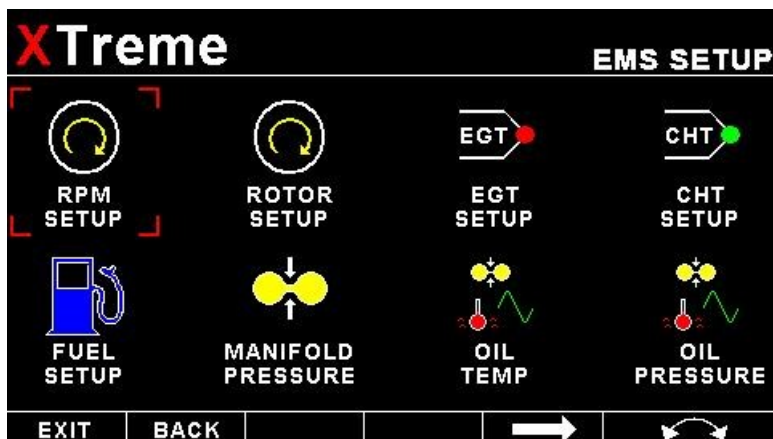 XTreme
EMS SETUP
RPM
SETUP
ROTOR
SETUP
EGT
EGT
SETUP
CHT
CHT
SETUP
FUEL
SETUP
MANIFOLD
PRESSURE
OIL
TEMP
OIL
PRESSURE
EXIT
BACK